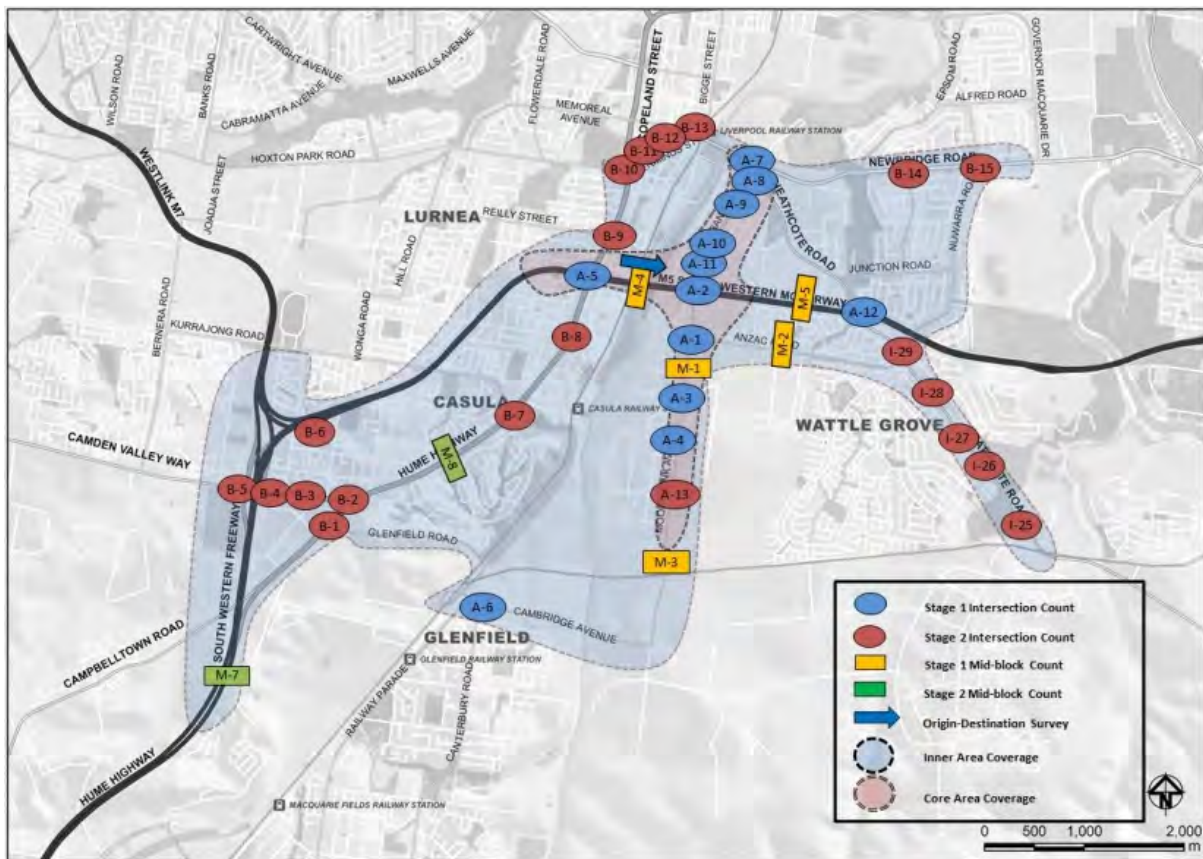 CARTWRIGHT AVENUE
MAXWELLS AVENUE
WILSON ROAD
BANKS ROAD
CABRAMATTA AVENUE
FLOWERDALE ROAD
MEMOREAL
AVENUE
COPELAND STREET
BIGGE STREET
EPSOM ROAD
GOVERNOR MACQUARIE DR
ALFRED ROAD
B-13
B-12
B-11
B-10
LIVERPOOL RAILWAY STATION
HOXTON PARK ROAD
A-7
A-8
A-9
NEWBRIDGE ROAD
B-14
B-15
WESTLINK M7
JOADJA STREET
LURNEA
REILLY STREET
B-9
HEATHCOTE ROAD
NUWARRA RO
HILL ROAD
A-10
A-11
JUNCTION ROAD
A-5
M-4
M5 S
A-2
WESTERN MOTORWAY
M-5
A-12
BERNERA ROAD
KURRAJONG ROAD
WONGA ROAD
B-8
A-1
ANZAC
M-2
I-29
M-1
I-28
CASULA
CASULA RAILWAY
A-3
B-7
WATTLE GROVE
B-6
CAMDEN VALLEY WAY
HUME HIGHWAY
M-8
A-4
I-27
I-26
B-5
B-4
B-3
B-2
B-1
A-13
I-25
GLENFIELD ROAD
SOUTH WESTERN FREEWAY
M-3
A-6
CAMBRIDGE AVENUE
GLENFIELD
CAMPBELLTOWN ROAD
M-7
GLENFIELD RAILWAY STATION
RAILWAY PARADE
CANTERBURY ROAD
HUME HIGHWAY
MACQUARIE FIELDS RAILWAY STATION
Stage 1 Intersection Count
Stage 2 Intersection Count
Stage 1 Mid-block Count
Stage 2 Mid-block Count
Origin-Destination Survey
Inner Area Coverage
Core Area Coverage
N
0 500 1,000 2,000
m